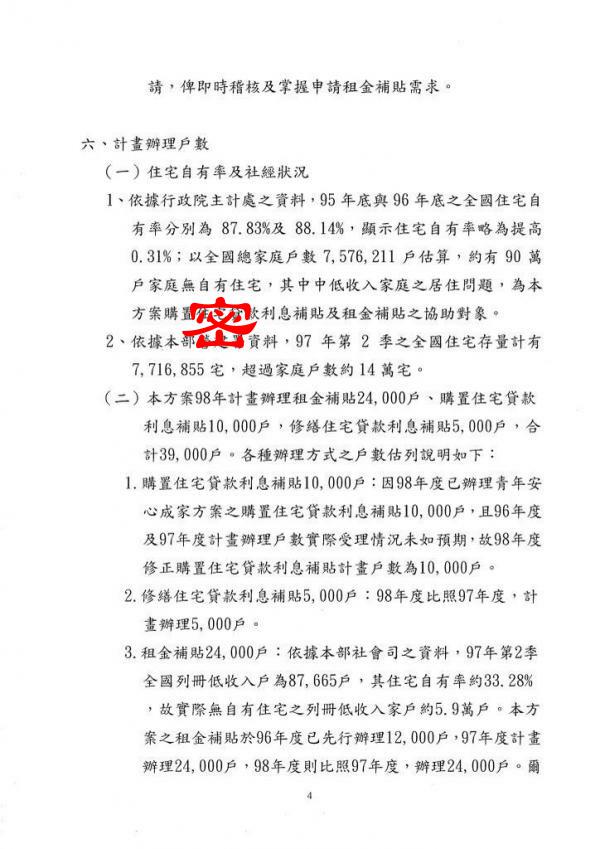 請，俾即時稽核及掌握申請租金補貼需求。
六、計畫辦理戶數
（一）住宅自有率及社經狀況
1、依據行政院主計處之資料，95 年底與 96 年底之全國住宅自
有率分別為 87.83%及 88.14%，顯示住宅自有率略為提高
0.31%；以全國總家庭戶數 7,576,211 戶估算，約有 90 萬
戶家庭無自有住宅，其中中低收入家庭之居住問題，為本
方案購置住宅貸款利息補貼及租金補貼之協助對象。
密
2、依據本部資料，97 年第 2 季之全國住宅存量計有
7,716,855 宅，超過家庭戶數約 14 萬宅。
（二）本方案98年計畫辦理租金補貼24,000戶、購置住宅貸款
利息補貼10,000戶，修繕住宅貸款利息補貼5,000戶，合
計39,000戶。各種辦理方式之戶數估列說明如下：
1.購置住宅貸款利息補貼10,000戶：因98年度已辦理青年安
心成家方案之購置住宅貸款利息補貼10,000戶，且96年度
及97年度計畫辦理戶數實際受理情況未如預期，故98年度
修正購置住宅貸款利息補貼計畫戶數為10,000戶。
2.修繕住宅貸款利息補貼5,000戶：98年度比照97年度，計
畫辦理5,000戶。
3.租金補貼24,000戶：依據本部社會司之資料，97年第2季
全國列冊低收入戶為87,665戶，其住宅自有率約33.28%
，故實際無自有住宅之列冊低收入家戶約5.9萬戶。本方
案之租金補貼於96年度已先行辦理12,000戶，97年度計畫
辦理24,000戶，98年度則比照97年度，辦理24,000戶。爾
4